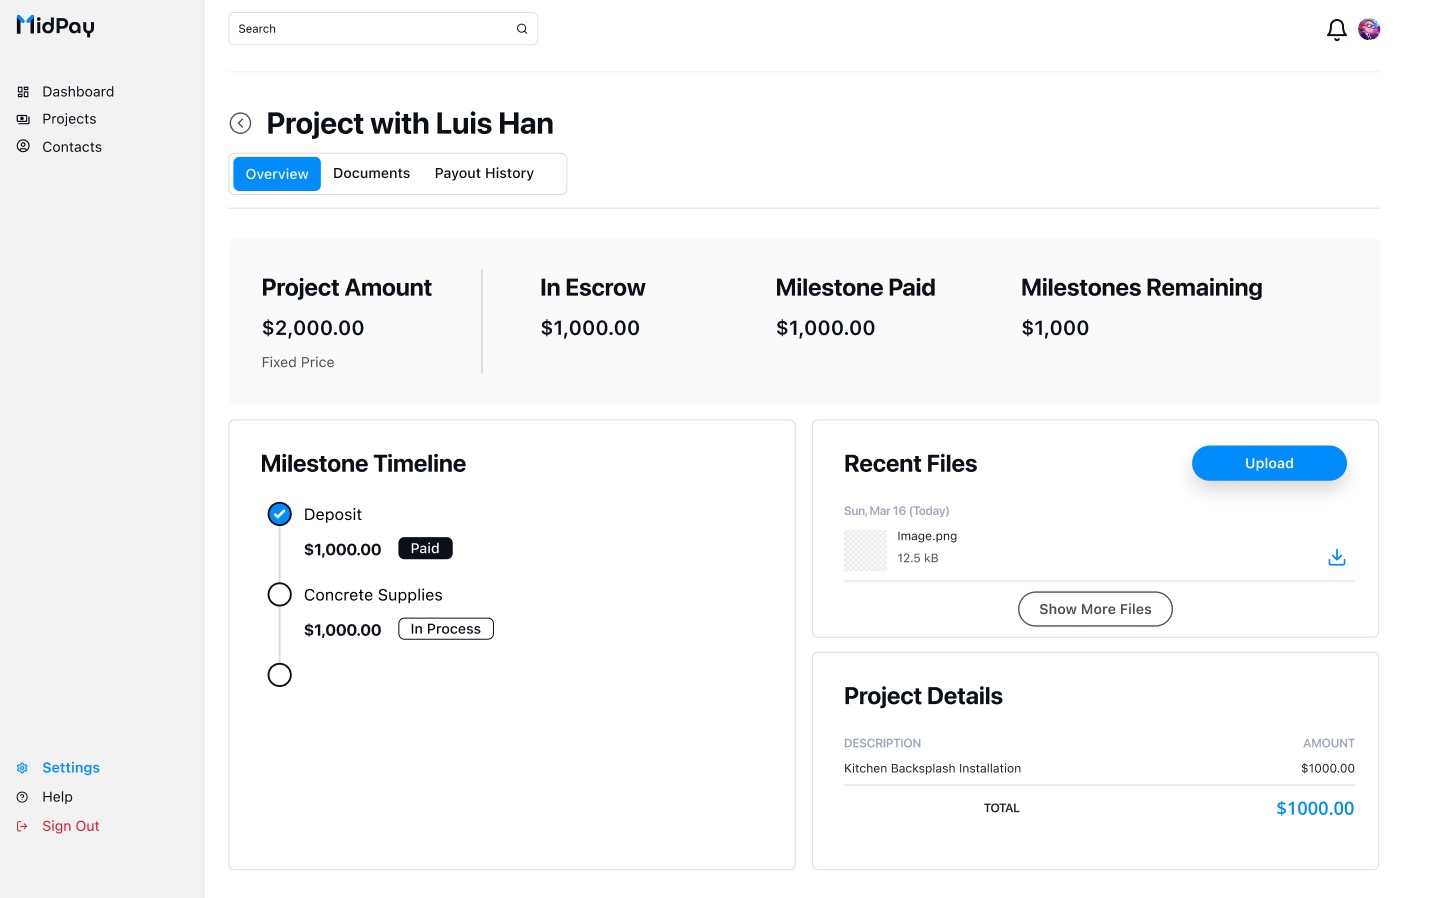 MidPay
Search
Dashboard
Projects
Contacts
Project with Luis Han
Overview Documents Payout History
Project Amount In Escrow Milestone Paid Milestones Remaining
$2,000.00 $1,000.00 $1,000.00 $1,000
Fixed Price
Milestone Timeline
Deposit
$1,000.00 Paid
Concrete Supplies
$1,000.00 In Process
Recent Files Upload
Sun, Mar 16 (Today)
Image.png
12.5 kB
Show More Files
Project Details
DESCRIPTION AMOUNT
Kitchen Backsplash Installation $1000.00
TOTAL $1000.00
Settings
Help
Sign Out